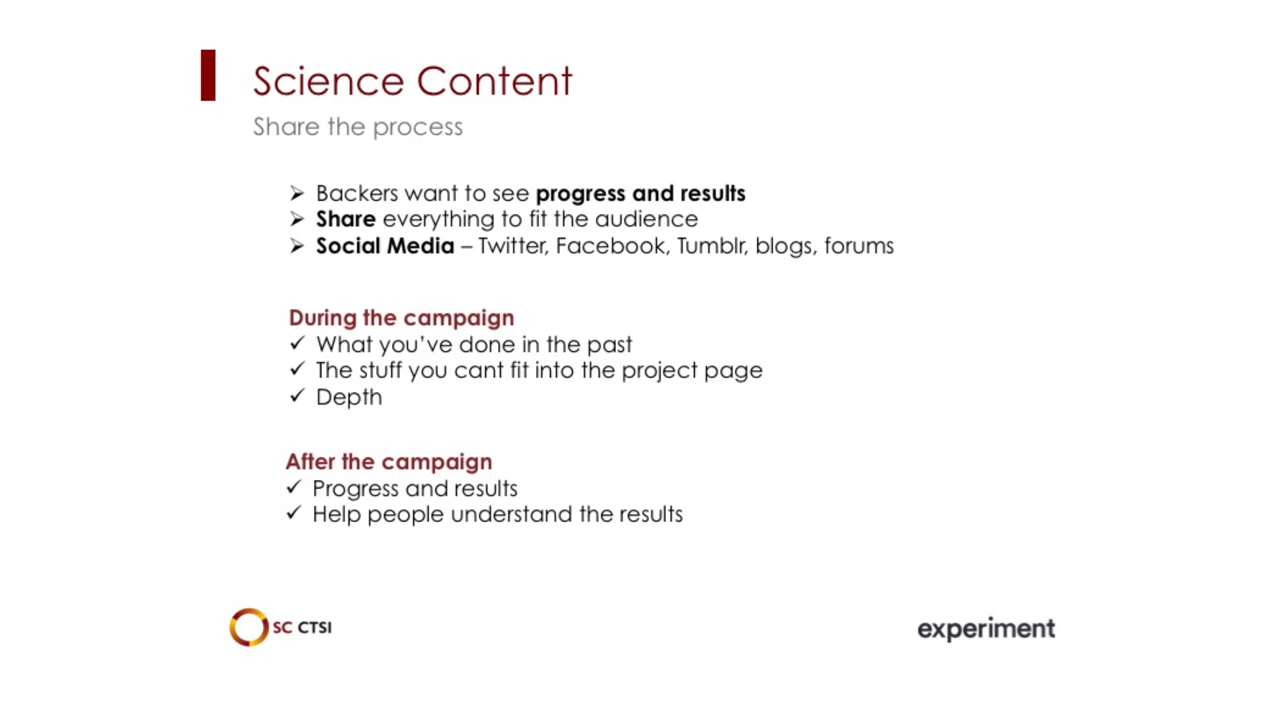 Science Content
Share the process
➢ Backers want to see progress and results
➢ Share everything to fit the audience
➢ Social Media – Twitter, Facebook, Tumblr, blogs, forums
During the campaign
✓ What you’ve done in the past
✓ The stuff you cant fit into the project page
✓ Depth
After the campaign
✓ Progress and results
✓ Help people understand the results
SC CTSI
experiment